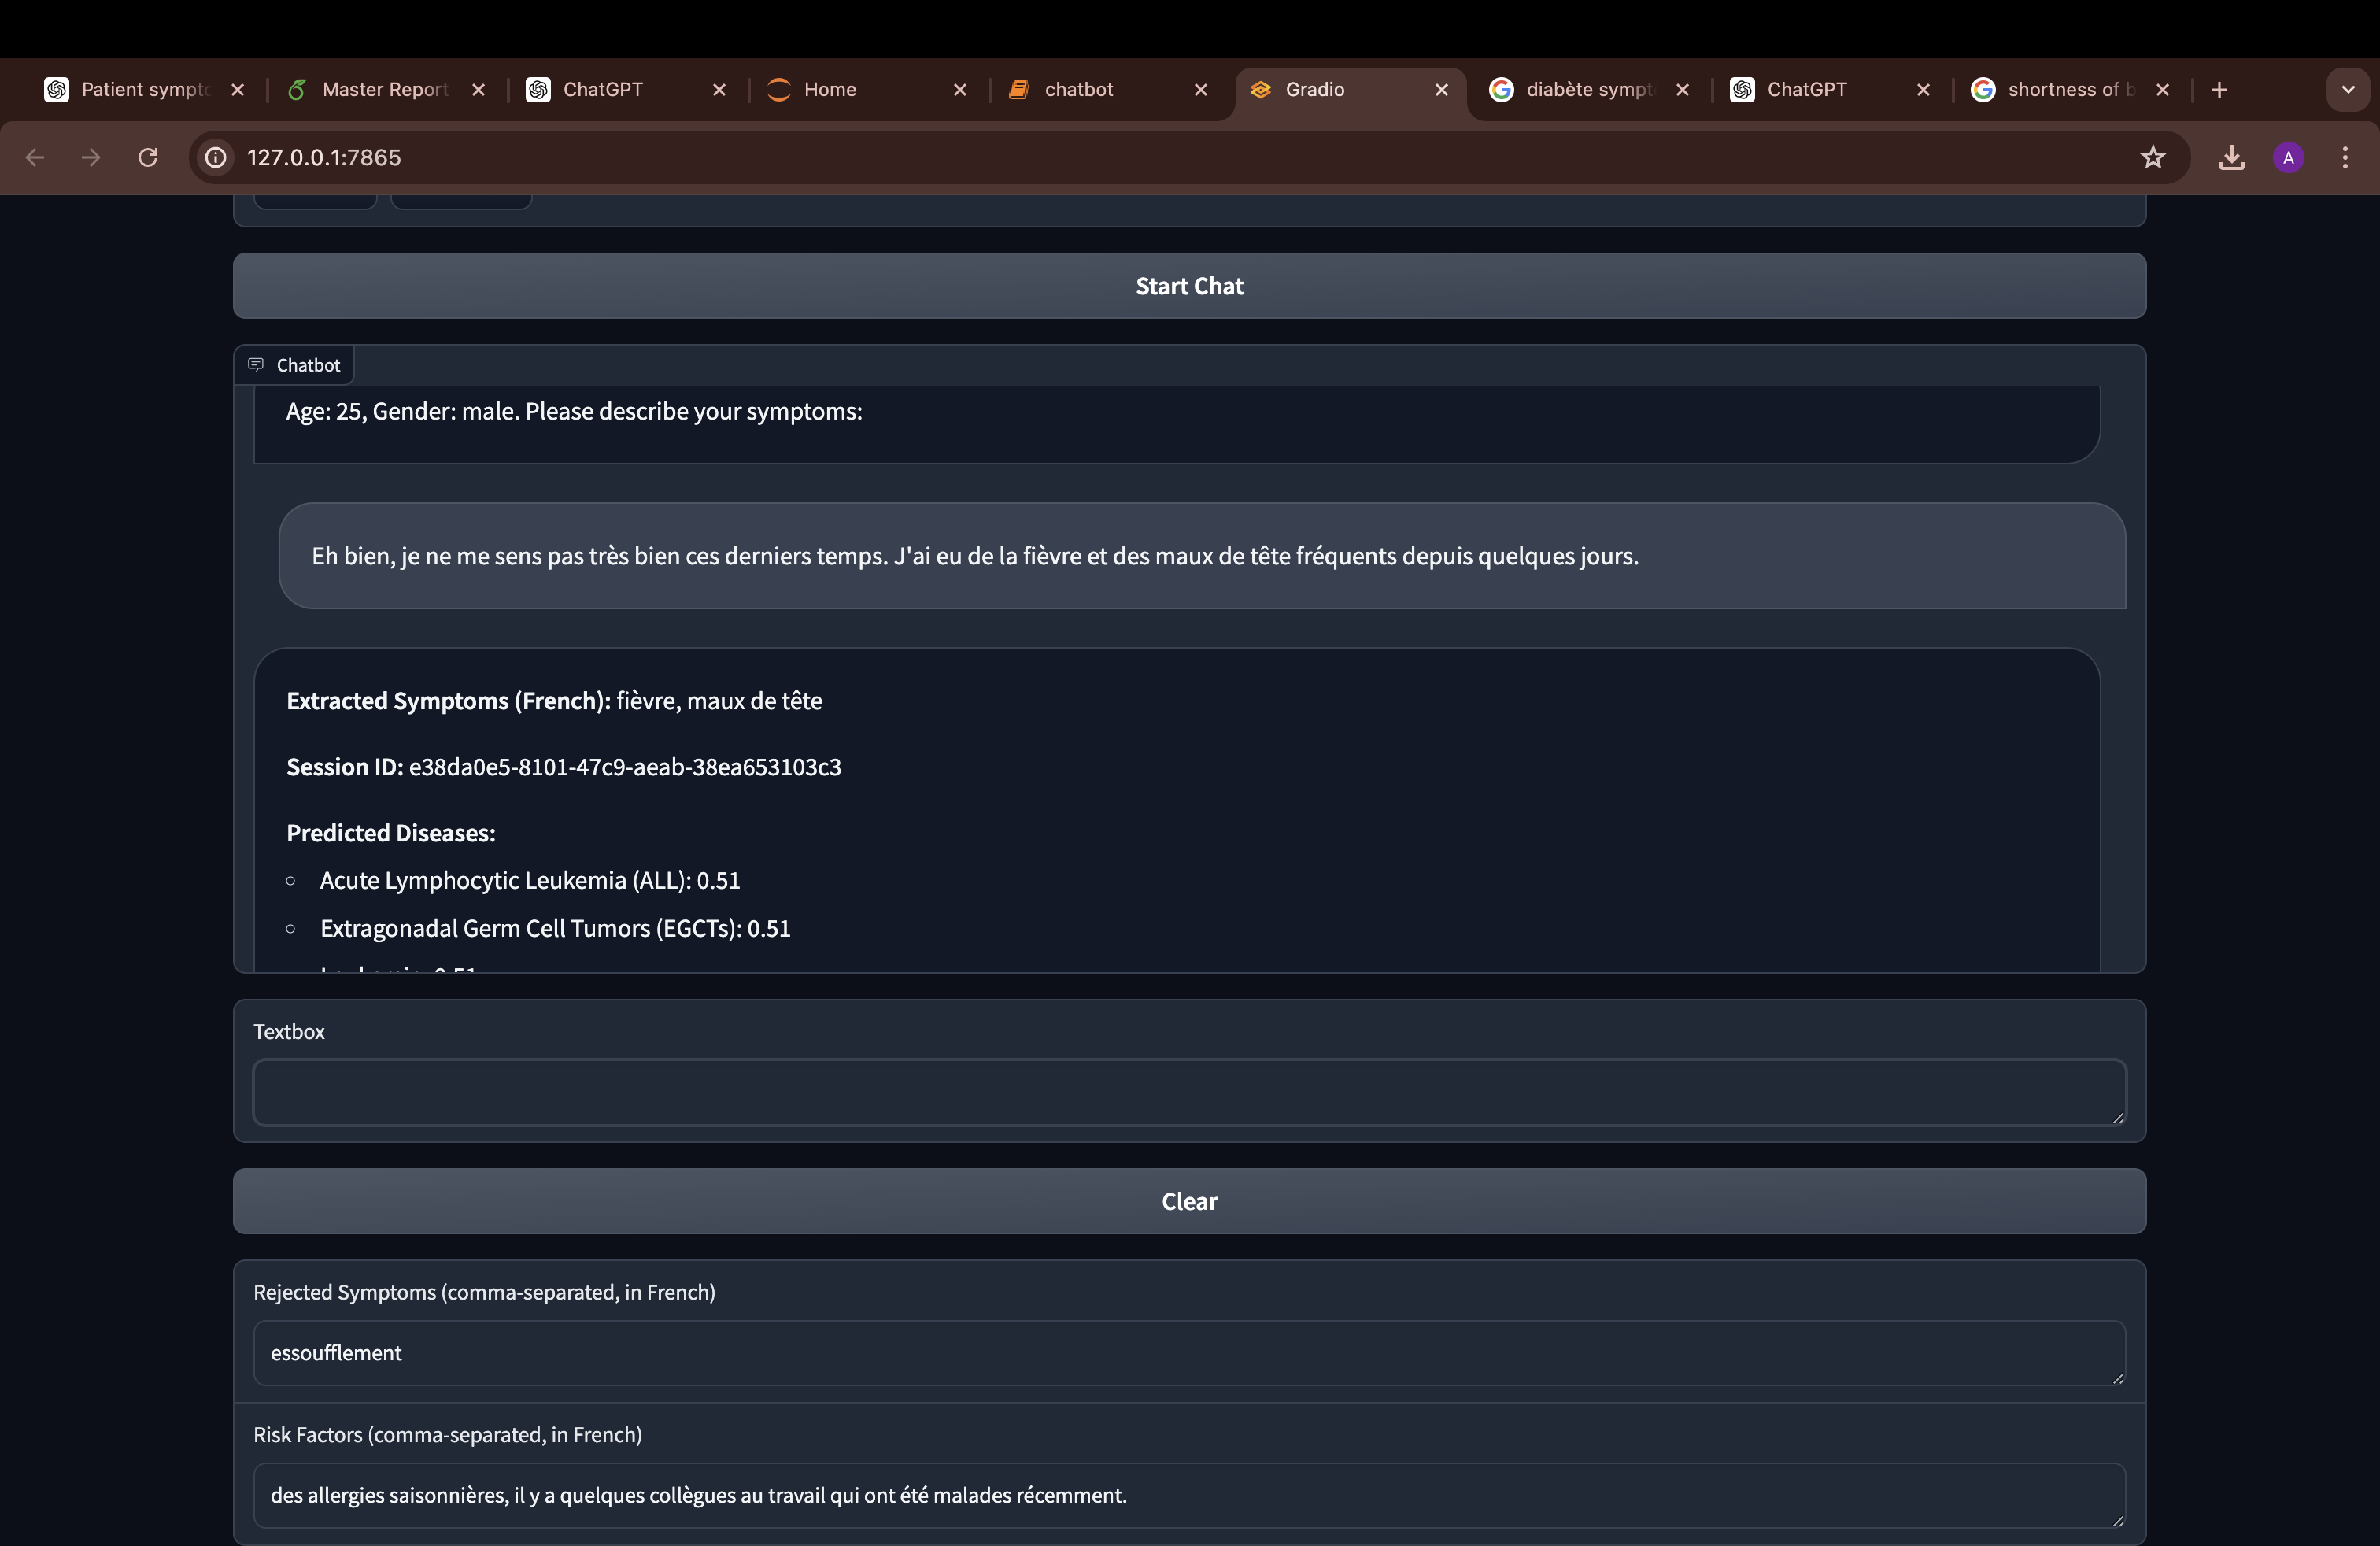 Patient sympto
Master Report
ChatGPT
Home
chatbot
Gradio
diabète sympt
ChatGPT
shortness of b
127.0.0.1:7865
A
Start Chat
Chatbot
Age: 25, Gender: male. Please describe your symptoms:
Eh bien, je ne me sens pas très bien ces derniers temps. J'ai eu de la fièvre et des maux de tête fréquents depuis quelques jours.
Extracted Symptoms (French): fièvre, maux de tête
Session ID: e38da0e5-8101-47c9-aeab-38ea653103c3
Predicted Diseases:
Acute Lymphocytic Leukemia (ALL): 0.51
Extragonadal Germ Cell Tumors (EGCTs): 0.51
Leukemia: 0.51
Textbox
Clear
Rejected Symptoms (comma-separated, in French)
essoufflement
Risk Factors (comma-separated, in French)
des allergies saisonnières, il y a quelques collègues au travail qui ont été malades récemment.